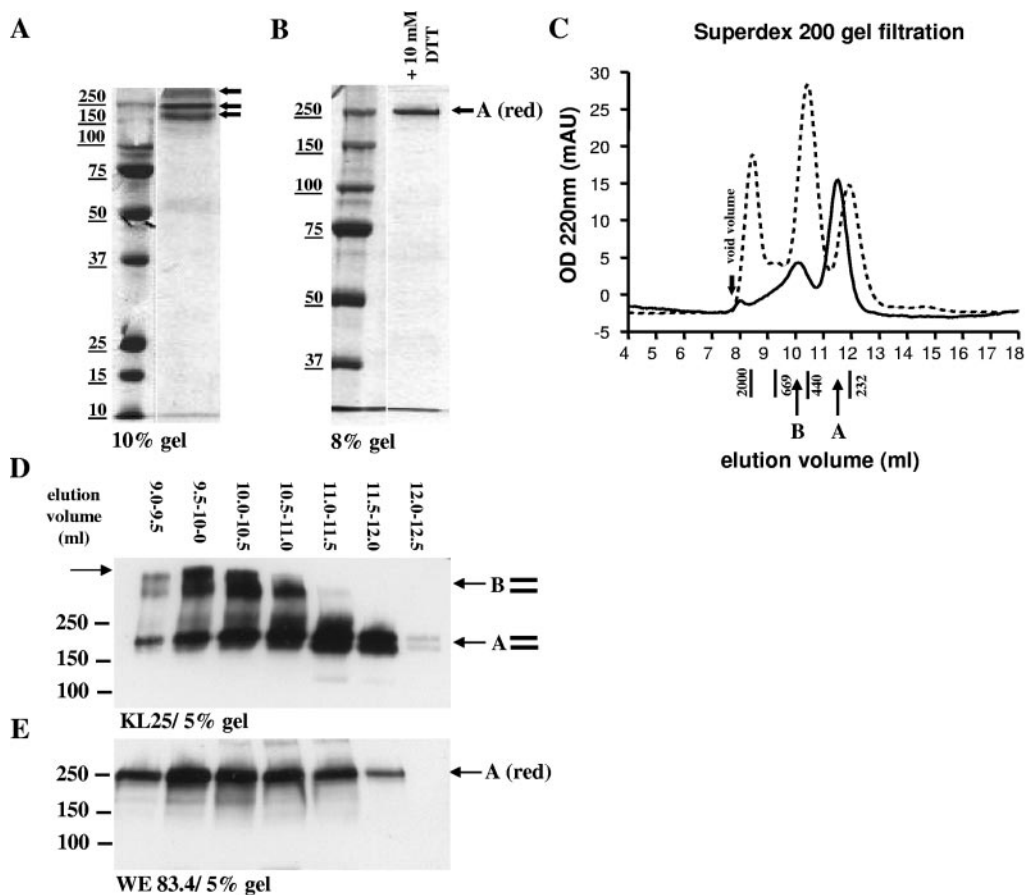 A
250
150
100
75
50
37
25
15
10
10% gel
B
+ 10 mM
DTT
250
150
100
75
50
37
A (red)
8% gel
C
Superdex 200 gel filtration
OD 220nm (mAU)
30
25
20
15
10
5
0
-5
void volume
4 5 6 7 8 9 10 11 12 13 14 15 16 17 18
2000 669 440 232
B A
elution volume (ml)
D
elution
volume
(ml)
9.0-9.5
9.5-10-0
10.0-10.5
10.5-11.0
11.0-11.5
11.5-12.0
12.0-12.5
250
150
100
B
A
KL25/ 5% gel
E
250
150
100
A (red)
WE 83.4/ 5% gel